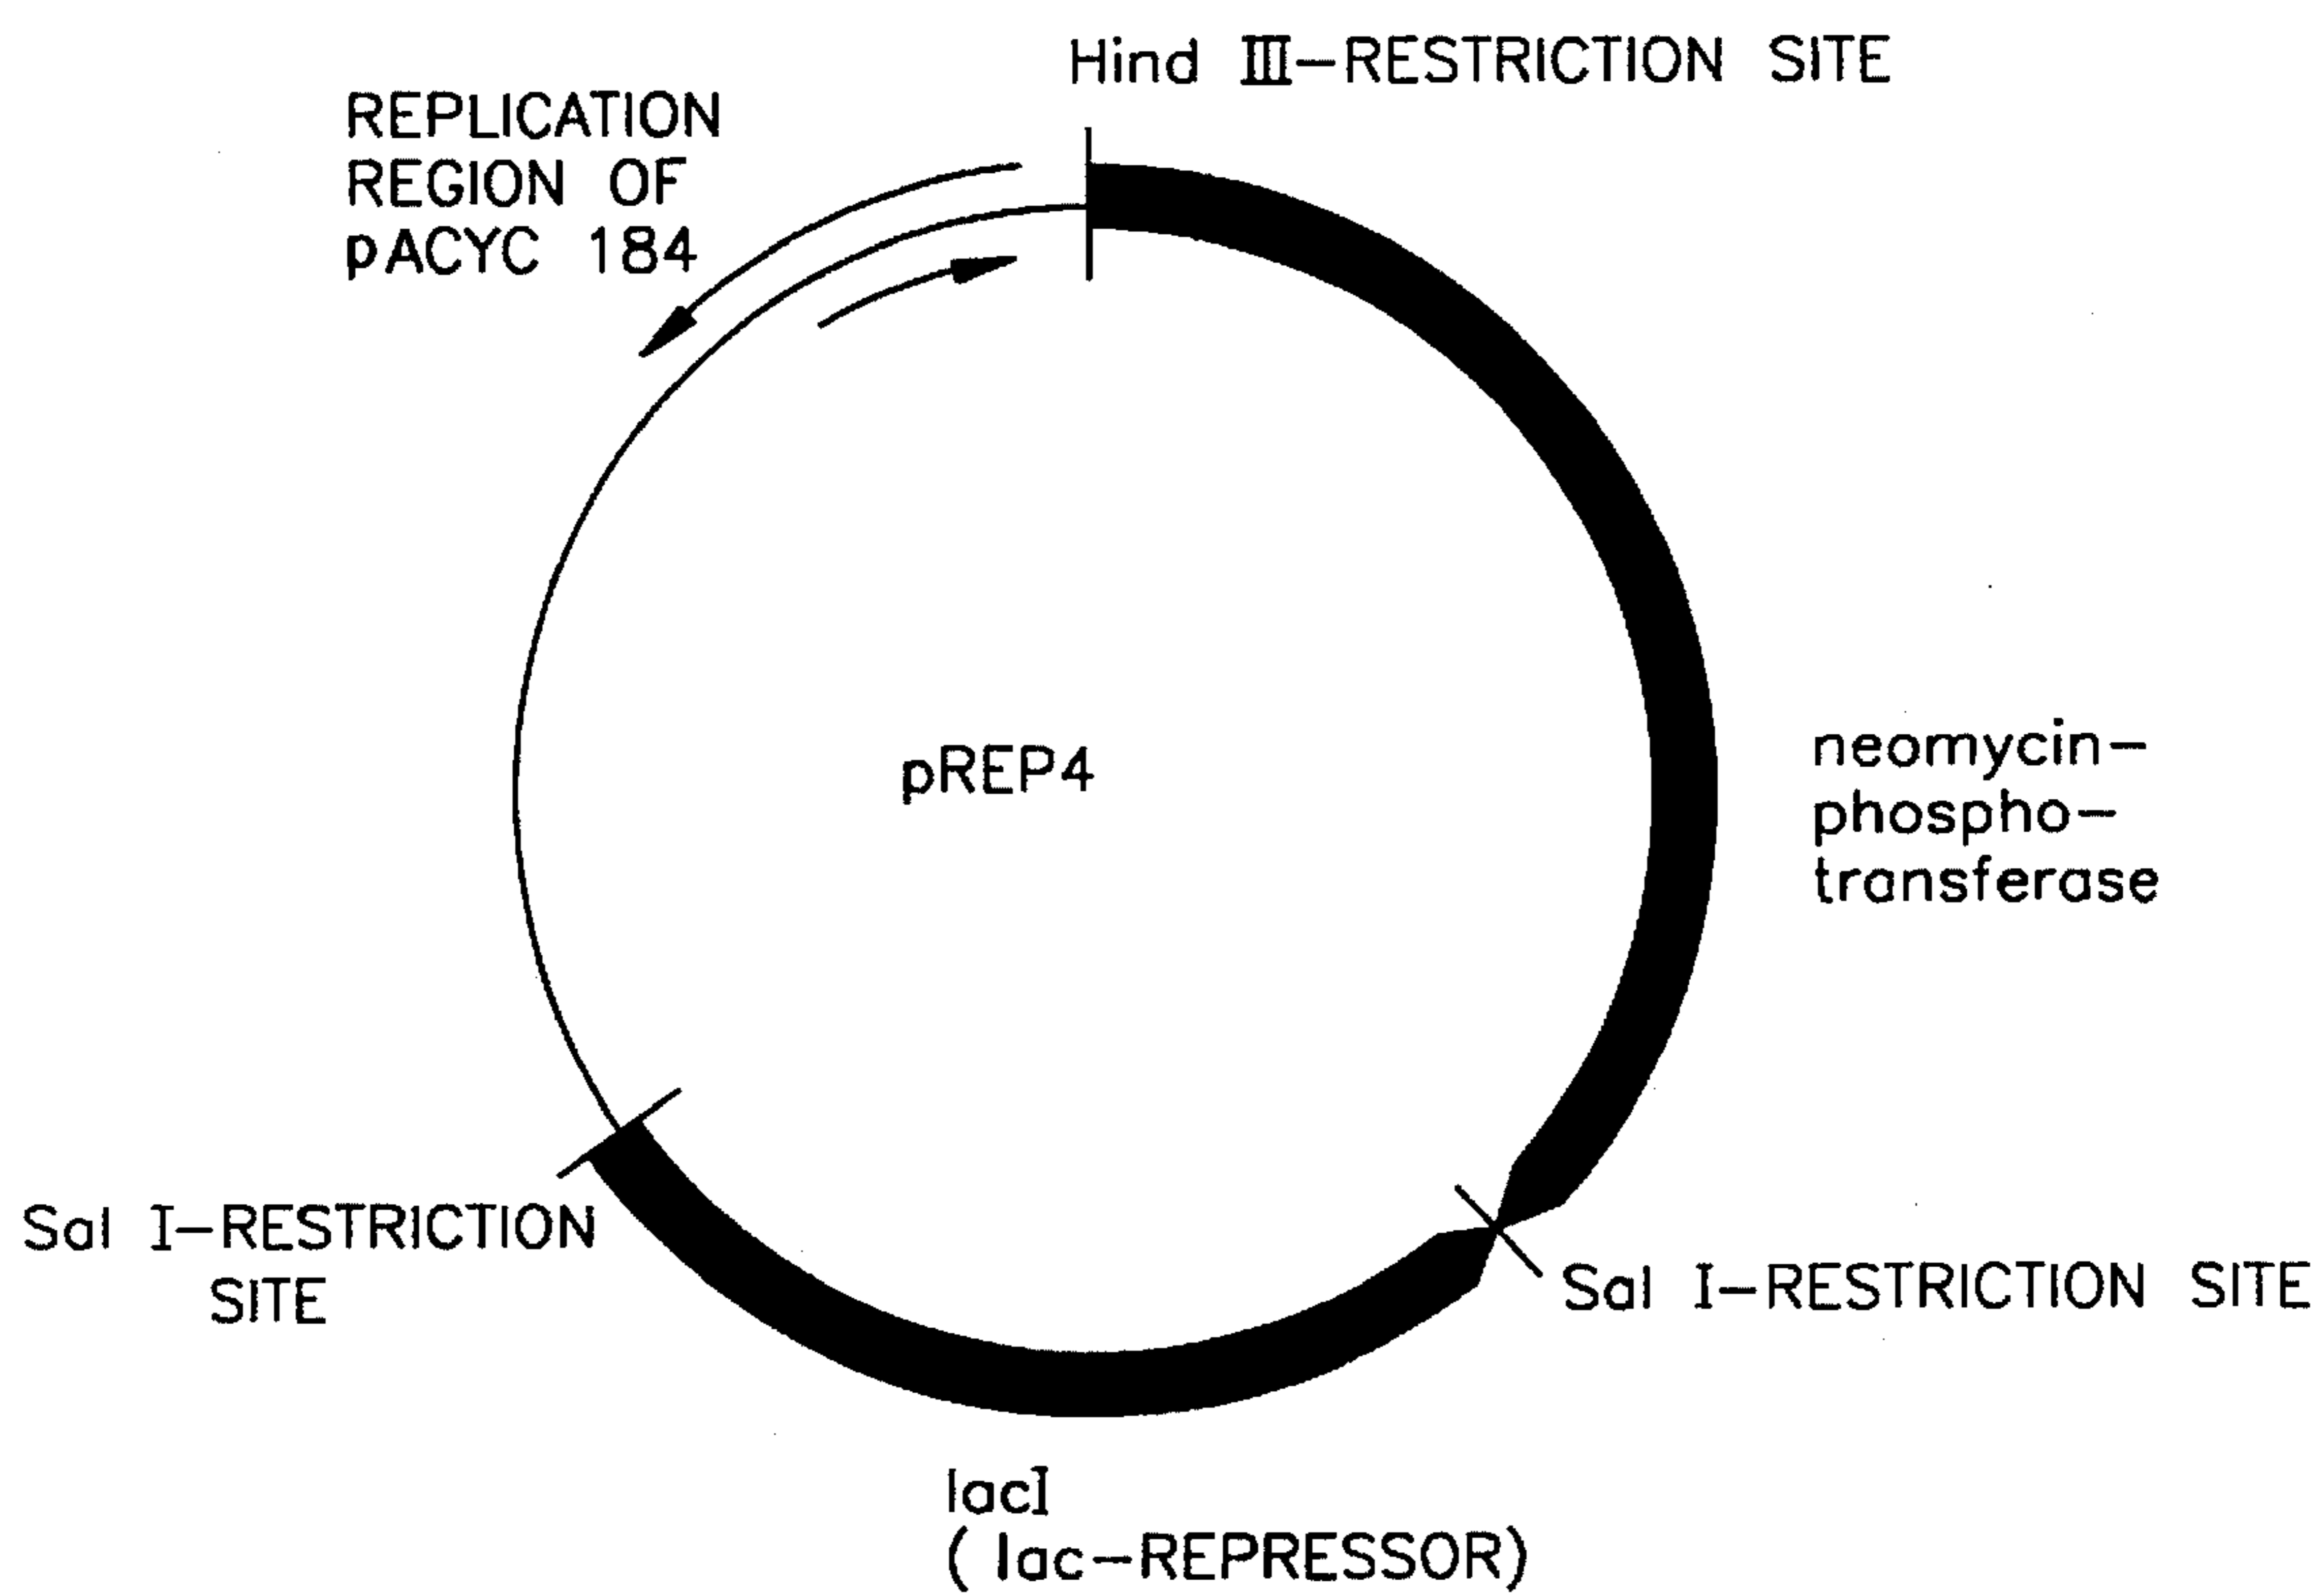 Hind III–RESTRICTION SITE
REPLICATION
REGION OF
pACYC 184
pREP4
neomycin–
phospho–
transferase
Sal I–RESTRICTION
SITE
Sal I–RESTRICTION SITE
lacI
( lac–REPRESSOR)